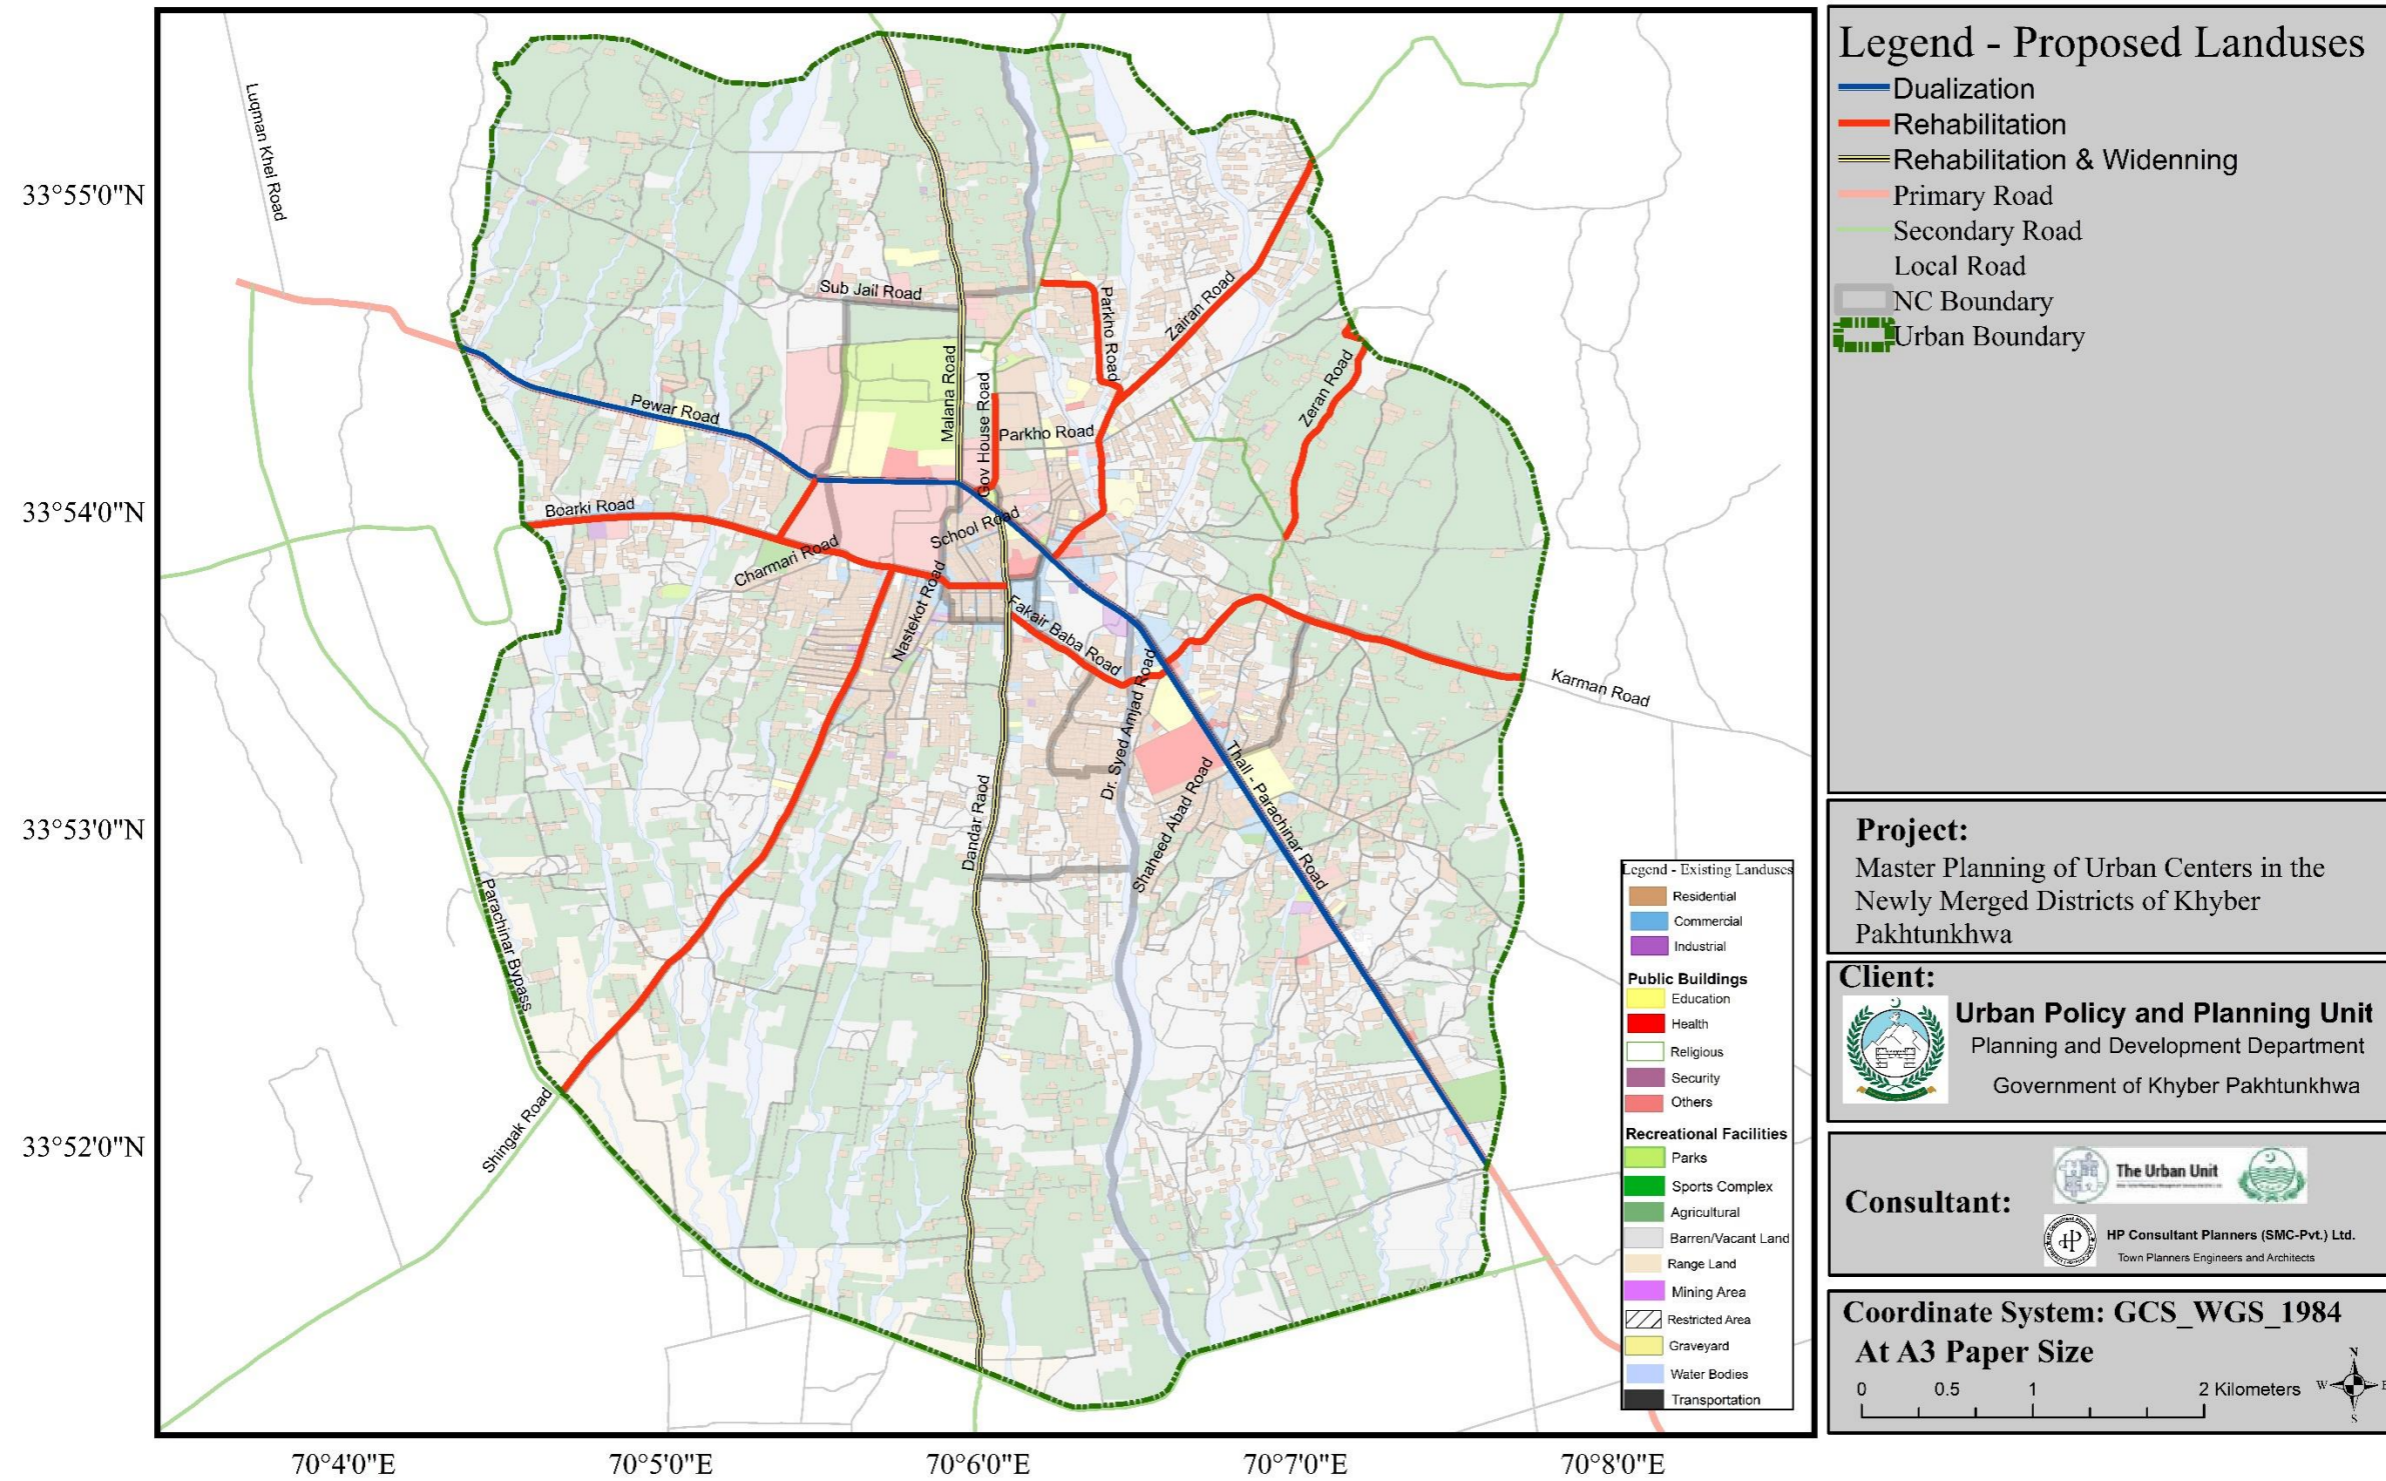 Legend - Proposed Landuses
Dualization
Rehabilitation
Rehabilitation & Widenning
Primary Road
Secondary Road
Local Road
NC Boundary
Urban Boundary
Project:
Master Planning of Urban Centers in the
Newly Merged Districts of Khyber
Pakhtunkhwa
Client:
Urban Policy and Planning Unit
Planning and Development Department
Government of Khyber Pakhtunkhwa
Consultant:
The Urban Unit
HP
HP Consultant Planners (SMC-Pvt.) Ltd.
Town Planners Engineers and Architects
Coordinate System: GCS_WGS_1984
At A3 Paper Size
0 0.5 1 2 Kilometers
N
W E
S
33°55'0"N
33°54'0"N
33°53'0"N
33°52'0"N
70°4'0"E 70°5'0"E 70°6'0"E 70°7'0"E 70°8'0"E
Luqman Khel Road
Sub Jail Road
Parkho Road
Zairan Road
Malana Road
Gov House Road
Parkho Road
Zeran Road
Pewar Road
Boarki Road
School Road
Charmari Road
Nastekot Road
Fakair Baba Road
Karman Road
Dr. Syed Amjad Road
Thall - Parachinar Road
Shaheed Abad Road
Dandar Raod
Parachinar Bypass
Shingak Road
Legend - Existing Landuses
Residential
Commercial
Industrial
Public Buildings
Education
Health
Religious
Security
Others
Recreational Facilities
Parks
Sports Complex
Agricultural
Barren/Vacant Land
Range Land
Mining Area
Restricted Area
Graveyard
Water Bodies
Transportation